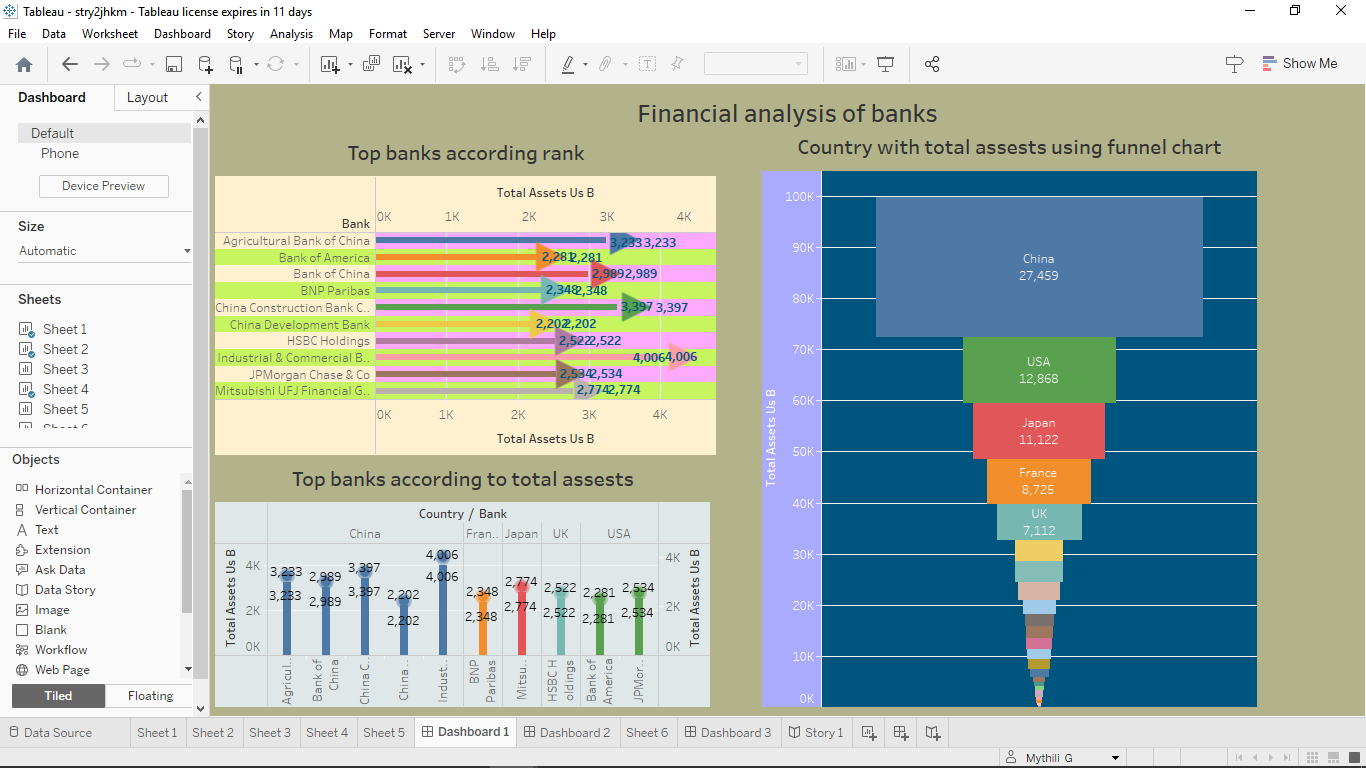 Tableau - stry2jhkm - Tableau license expires in 11 days
File Data Worksheet Dashboard Story Analysis Map Format Server Window Help
Show Me
Dashboard Layout
Default
Phone
Device Preview
Size
Automatic
Sheets
Sheet 1
Sheet 2
Sheet 3
Sheet 4
Sheet 5
Objects
Horizontal Container
Vertical Container
Text
Extension
Ask Data
Data Story
Image
Blank
Workflow
Web Page
Tiled Floating
Financial analysis of banks
Top banks according rank
Total Assets Us B
0K 1K 2K 3K 4K
Bank
Agricultural Bank of China 3,233 3,233
Bank of America 2,281 2,281
Bank of China 2,989 2,989
BNP Paribas 2,348 2,348
China Construction Bank C.. 3,397 3,397
China Development Bank 2,202 2,202
HSBC Holdings 2,522 2,522
Industrial & Commercial B.. 4,006 4,006
JPMorgan Chase & Co 2,534 2,534
Mitsubishi UFJ Financial G.. 2,774 2,774
0K 1K 2K 3K 4K
Total Assets Us B
Top banks according to total assests
Country / Bank
China Fran.. Japan UK USA
Total Assets Us B
4K
2K
0K
3,233 2,989 3,397 2,202 4,006 2,348 2,774 2,522 2,281 2,534
3,233 2,989 3,397 2,202 4,006 2,348 2,774 2,522 2,281 2,534
4K
2K
0K
Total Assets Us B
Agricul..
Bank of
China
China C..
China ..
Indust..
BNP
Paribas
Mitsu..
HSBC H
oldings
Bank of
America
JPMor..
Country with total assests using funnel chart
Total Assets Us B
100K
90K
80K
70K
60K
50K
40K
30K
20K
10K
0K
China
27,459
USA
12,868
Japan
11,122
France
8,725
UK
7,112
Data Source Sheet 1 Sheet 2 Sheet 3 Sheet 4 Sheet 5 Dashboard 1 Dashboard 2 Sheet 6 Dashboard 3 Story 1
Mythili G